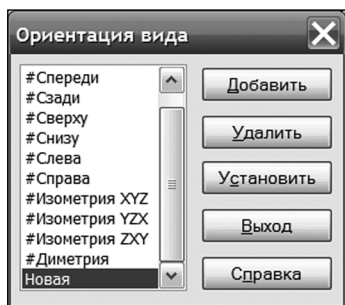 Ориентация вида
#Спереди
#Сзади
#Сверху
#Снизу
#Слева
#Справа
#Изометрия XYZ
#Изометрия YZX
#Изометрия ZXY
#Диметрия
Новая
Добавить
Удалить
Установить
Выход
Справка